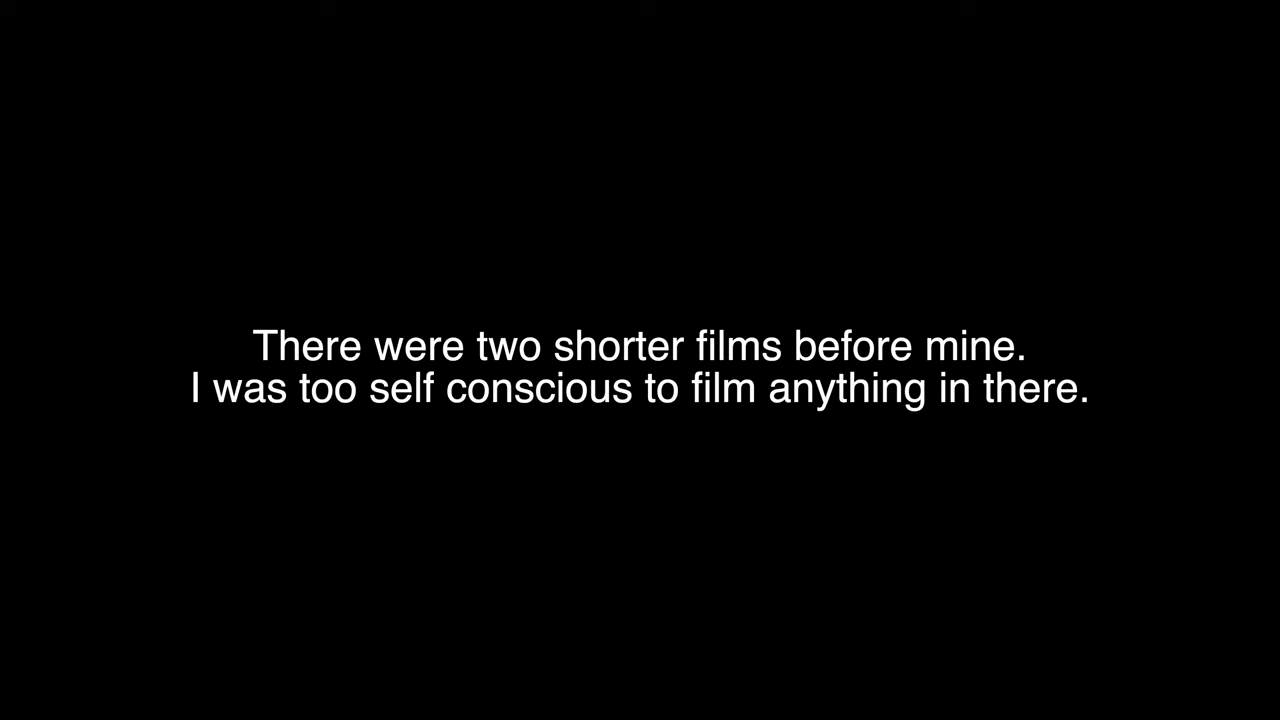 There were two shorter films before mine.
I was too self conscious to film anything in there.